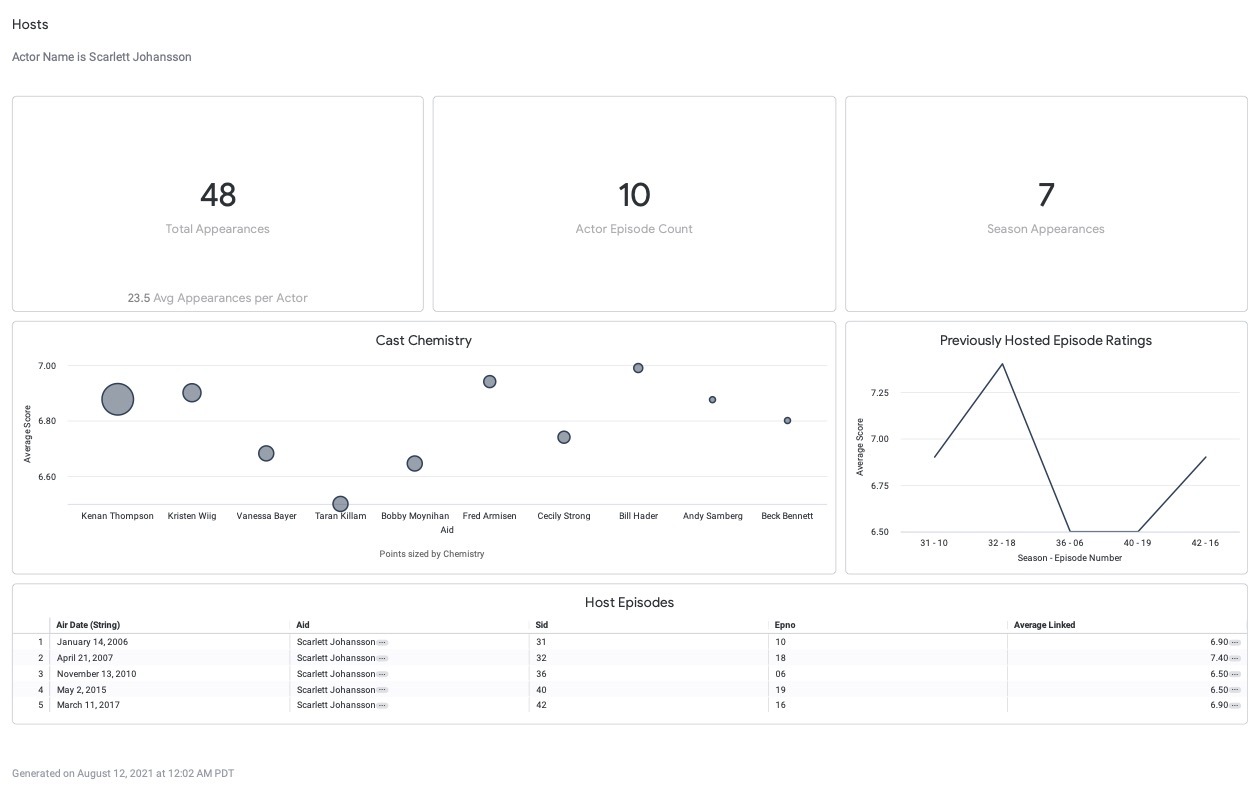 Hosts
Actor Name is Scarlett Johansson
48
Total Appearances
23.5 Avg Appearances per Actor
10
Actor Episode Count
7
Season Appearances
Cast Chemistry
7.00
6.80
6.60
Average Score
Kenan Thompson Kristen Wiig Vanessa Bayer Taran Killam Bobby Moynihan Fred Armisen Cecily Strong Bill Hader Andy Samberg Beck Bennett
Aid
Points sized by Chemistry
Previously Hosted Episode Ratings
7.25
7.00
6.75
6.50
Average Score
31 - 10 32 - 18 36 - 06 40 - 19 42 - 16
Season - Episode Number
Host Episodes
Air Date (String) Aid Sid Epno Average Linked
1 January 14, 2006 Scarlett Johansson 31 10 6.90
2 April 21, 2007 Scarlett Johansson 32 18 7.40
3 November 13, 2010 Scarlett Johansson 36 06 6.50
4 May 2, 2015 Scarlett Johansson 40 19 6.50
5 March 11, 2017 Scarlett Johansson 42 16 6.90
Generated on August 12, 2021 at 12:02 AM PDT